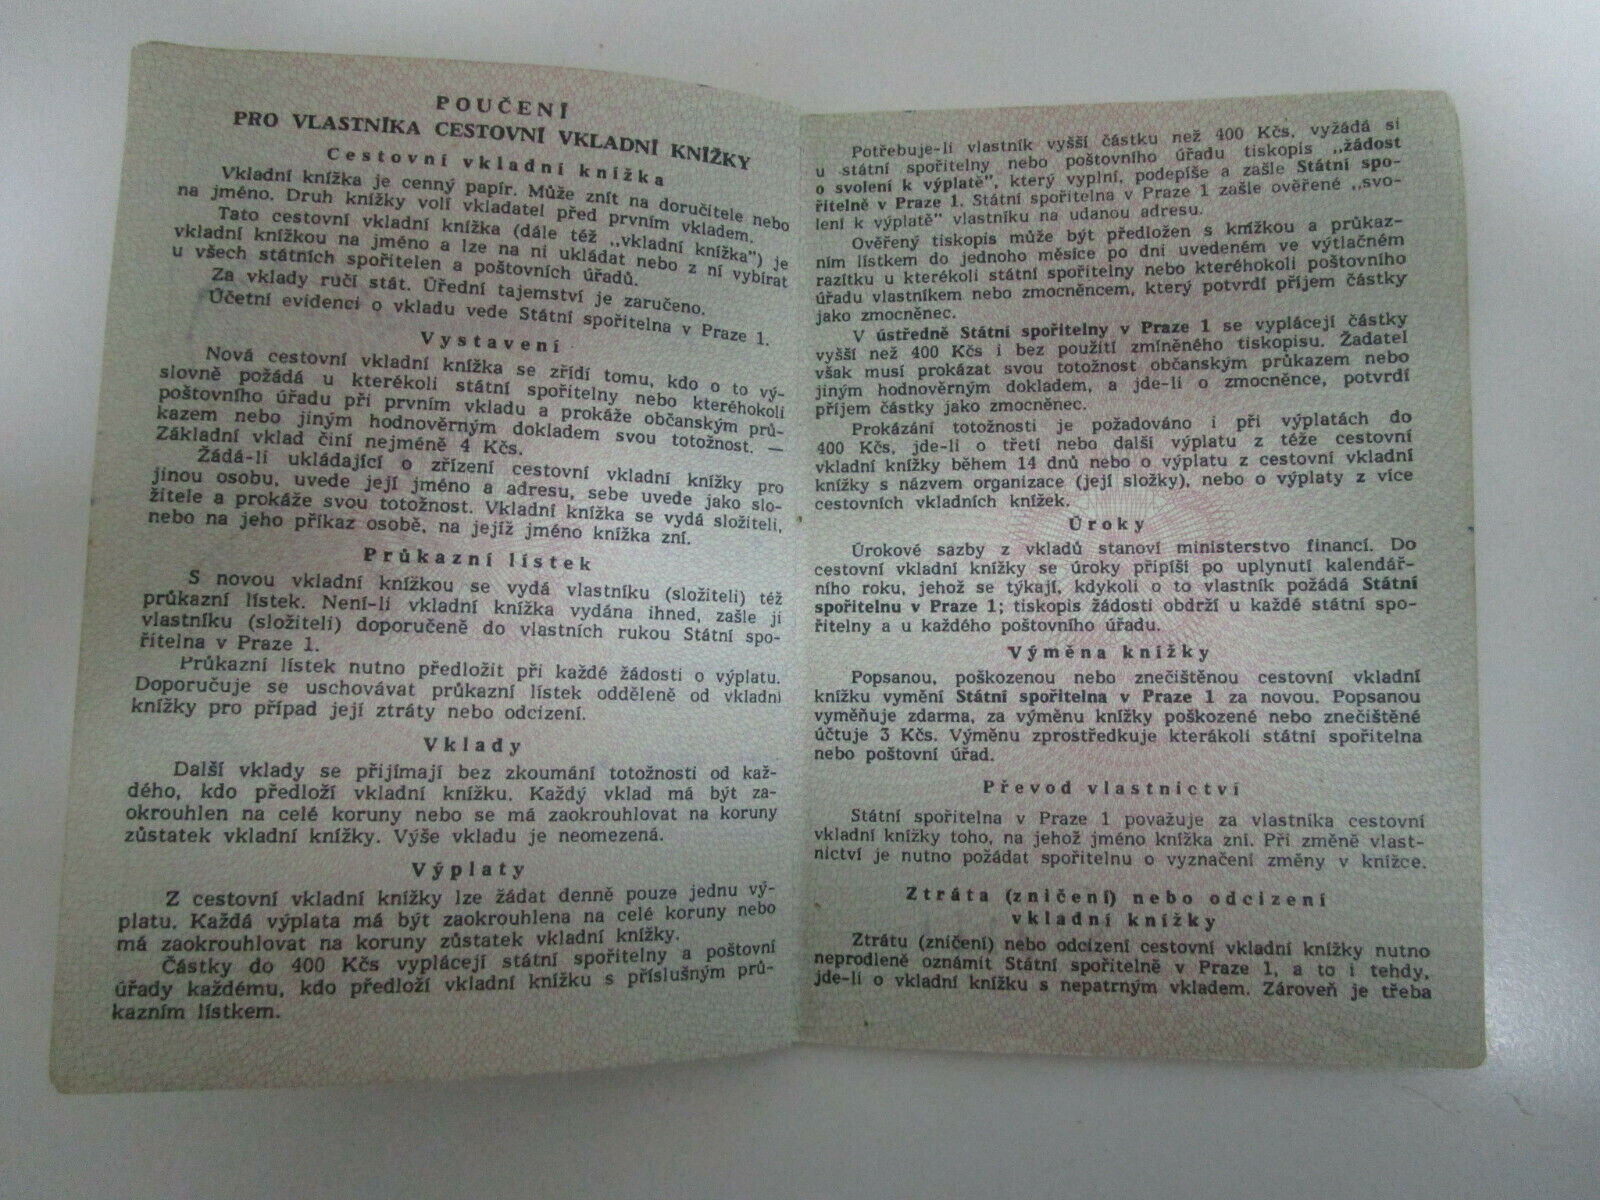 POUČENÍ
PRO VLASTNÍKA CESTOVNÍ VKLADNÍ KNÍŽKY
Cestovní vkladní knížka
Vkladní knížka je cenný papír. Může znít na doručitele nebo
na jméno. Druh knížky volí vkladatel před prvním vkladem.
Tato cestovní vkladní knížka (dále též „vkladní knížka") je
vkladní knížkou na jméno a lze na ni ukládat nebo z ní vybírat
u všech státních spořitelen a poštovních úřadů.
Za vklady ručí stát. Úřední tajemství je zaručeno.
Účetní evidenci o vkladu vede Státní spořitelna v Praze 1.
Vystavení
Nová cestovní vkladní knížka se zřídí tomu, kdo o to vý-
slovně požádá u kterékoli státní spořitelny nebo kteréhokoli
poštovního úřadu při prvním vkladu a prokáže občanským prů-
kazem nebo jiným hodnověrným dokladem svou totožnost. —
Základní vklad činí nejméně 4 Kčs.
Žádá-li ukládající o zřízení cestovní vkladní knížky pro
jinou osobu, uvede její jméno a adresu, sebe uvede jako slo-
žitele a prokáže svou totožnost. Vkladní knížka se vydá složiteli,
nebo na jeho příkaz osobě, na jejíž jméno knížka zní.
Průkazní lístek
S novou vkladní knížkou se vydá vlastníku (složiteli) též
průkazní lístek. Není-li vkladní knížka vydána ihned, zašle ji
vlastníku (složiteli) doporučeně do vlastních rukou Státní spo-
řitelna v Praze 1.
Průkazní lístek nutno předložit při každé žádosti o výplatu.
Doporučuje se uschovávat průkazní lístek odděleně od vkladní
knížky pro případ její ztráty nebo odcizení.
Vklady
Další vklady se přijímají bez zkoumání totožnosti od kaž-
dého, kdo předloží vkladní knížku. Každý vklad má být za-
okrouhlen na celé koruny nebo se má zaokrouhlovat na koruny
zůstatek vkladní knížky. Výše vkladu je neomezená.
Výplaty
Z cestovní vkladní knížky lze žádat denně pouze jednu vý-
platu. Každá výplata má být zaokrouhlena na celé koruny nebo
má zaokrouhlovat na koruny zůstatek vkladní knížky.
Částky do 400 Kčs vyplácejí státní spořitelny a poštovní
úřady každému, kdo předloží vkladní knížku s příslušným prů-
kazním lístkem.
Potřebuje-li vlastník vyšší částku než 400 Kčs, vyžádá si
u státní spořitelny nebo poštovního úřadu tiskopis „žádost
o svolení k výplatě", který vyplní, podepíše a zašle Státní spo-
řitelně v Praze 1. Státní spořitelna v Praze 1 zašle ověřené „svo-
lení k výplatě" vlastníku na udanou adresu.
Ověřený tiskopis může být předložen s knížkou a průkaz-
ním lístkem do jednoho měsíce po dni uvedeném ve výtlačném
razítku u kterékoli státní spořitelny nebo kteréhokoli poštovního
úřadu vlastníkem nebo zmocněncem, který potvrdí příjem částky
jako zmocněnec.
V ústředně Státní spořitelny v Praze 1 se vyplácejí částky
vyšší než 400 Kčs i bez použití zmíněného tiskopisu. Žadatel
však musí prokázat svou totožnost občanským průkazem nebo
jiným hodnověrným dokladem, a jde-li o zmocněnce, potvrdí
příjem částky jako zmocněnec.
Prokázání totožnosti je požadováno i při výplatách do
400 Kčs, jde-li o třetí nebo další výplatu z téže cestovní
vkladní knížky během 14 dnů nebo o výplatu z cestovní vkladní
knížky s názvem organizace (její složky), nebo o výplaty z více
cestovních vkladních knížek.
Úroky
Úrokové sazby z vkladů stanoví ministerstvo financí. Do
cestovní vkladní knížky se úroky připíší po uplynutí kalendář-
ního roku, jehož se týkají, kdykoli o to vlastník požádá Státní
spořitelnu v Praze 1; tiskopis žádosti obdrží u každé státní spo-
řitelny a u každého poštovního úřadu.
Výměna knížky
Popsanou, poškozenou nebo znečištěnou cestovní vkladní
knížku vymění Státní spořitelna v Praze 1 za novou. Popsanou
vyměňuje zdarma, za výměnu knížky poškozené nebo znečištěné
účtuje 3 Kčs. Výměnu zprostředkuje kterákoli státní spořitelna
nebo poštovní úřad.
Převod vlastnictví
Státní spořitelna v Praze 1 považuje za vlastníka cestovní
vkladní knížky toho, na jehož jméno knížka zní. Při změně vlast-
nictví je nutno požádat spořitelnu o vyznačení změny v knížce.
Ztráta (zničení) nebo odcizení
vkladní knížky
Ztrátu (zničení) nebo odcizení cestovní vkladní knížky nutno
neprodleně oznámit Státní spořitelně v Praze 1, a to i tehdy,
jde-li o vkladní knížku s nepatrným vkladem. Zároveň je třeba